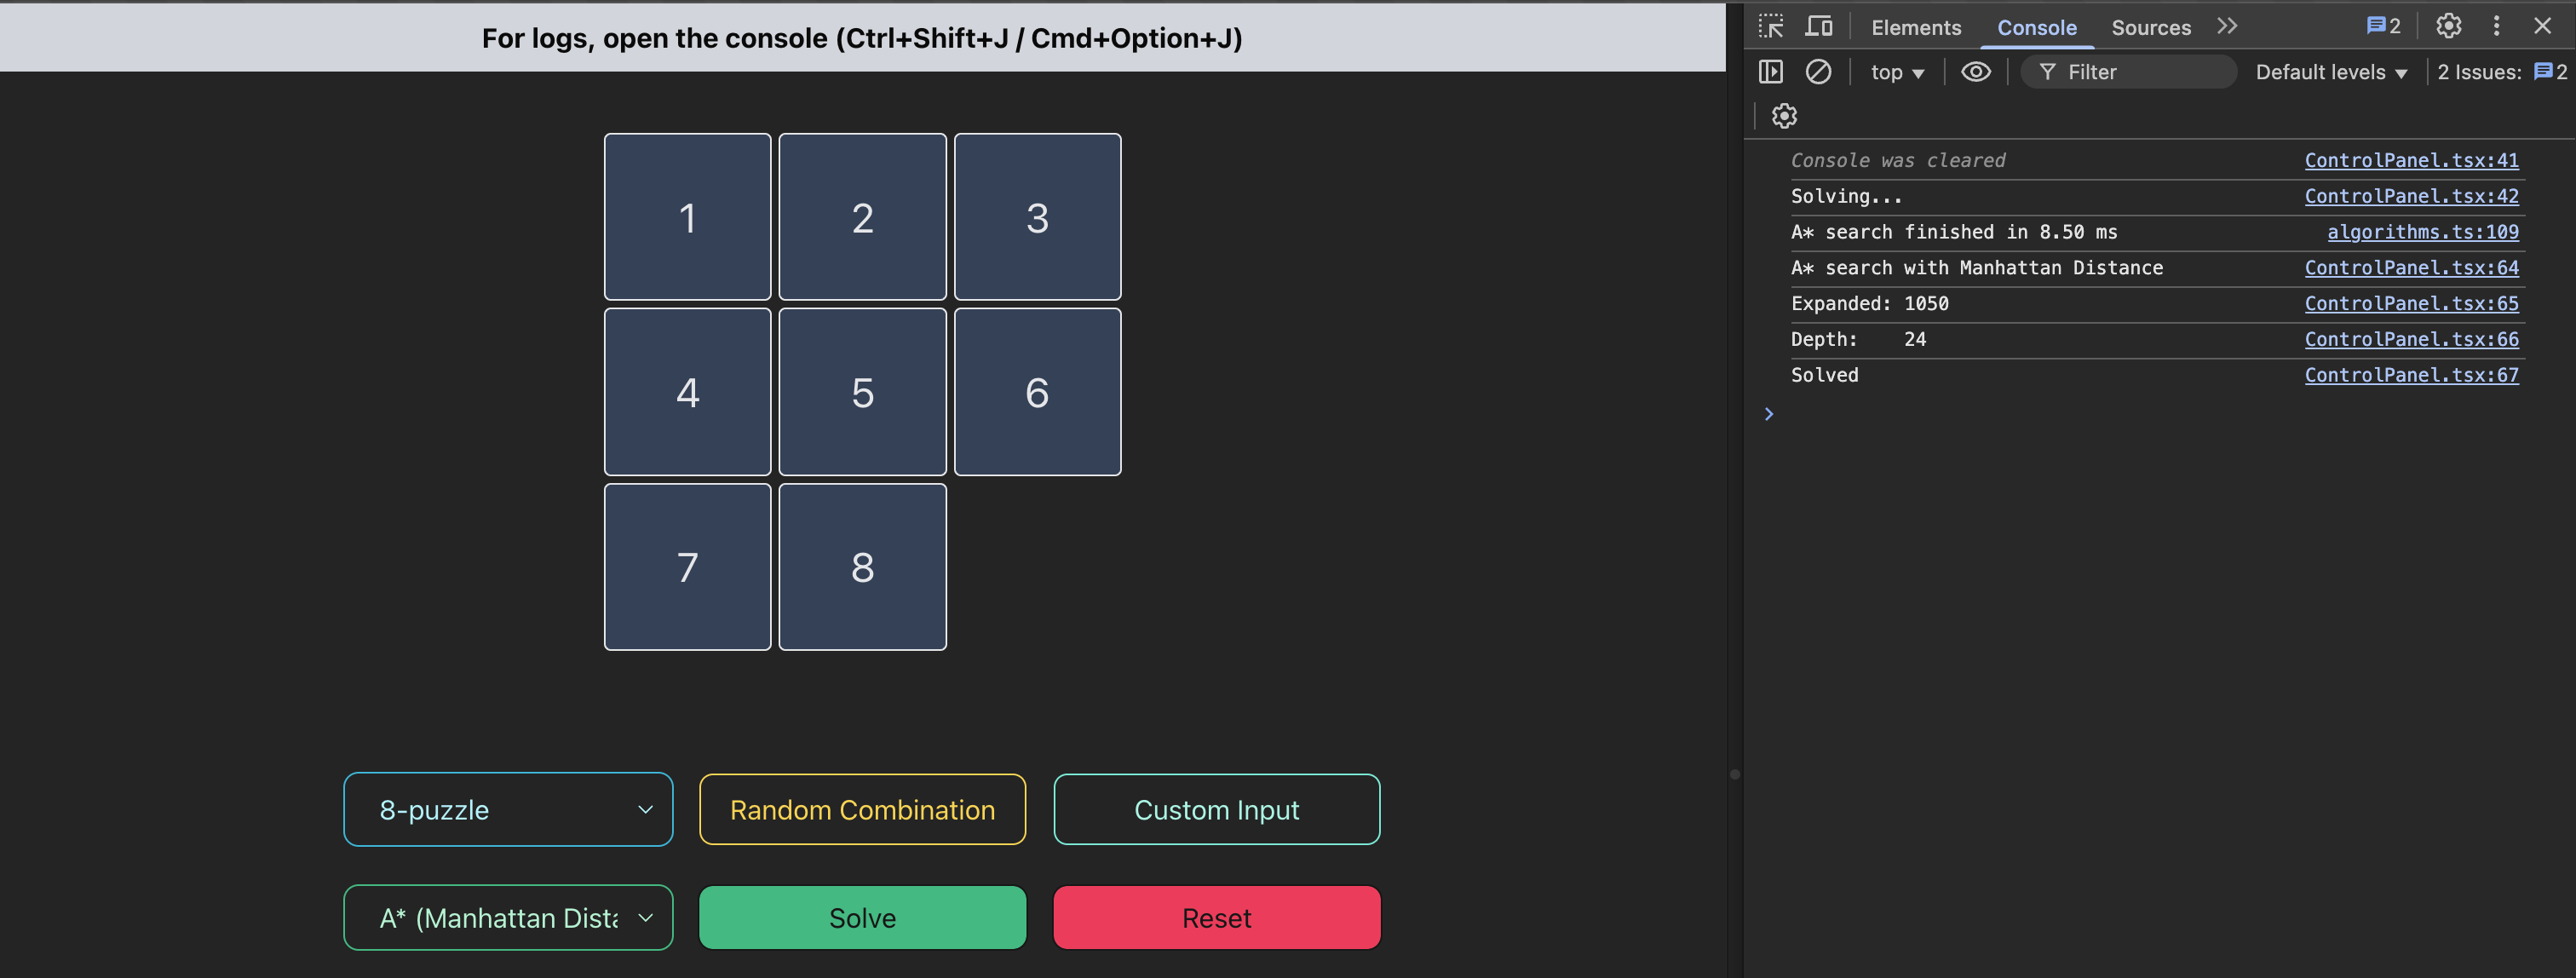 For logs, open the console (Ctrl+Shift+J / Cmd+Option+J)
1 2 3
4 5 6
7 8
8-puzzle Random Combination Custom Input
A* (Manhattan Dista Solve Reset
Elements Console Sources 2
top Filter Default levels 2 Issues: 2
Console was cleared ControlPanel.tsx:41
Solving... ControlPanel.tsx:42
A* search finished in 8.50 ms algorithms.ts:109
A* search with Manhattan Distance ControlPanel.tsx:64
Expanded: 1050 ControlPanel.tsx:65
Depth: 24 ControlPanel.tsx:66
Solved ControlPanel.tsx:67